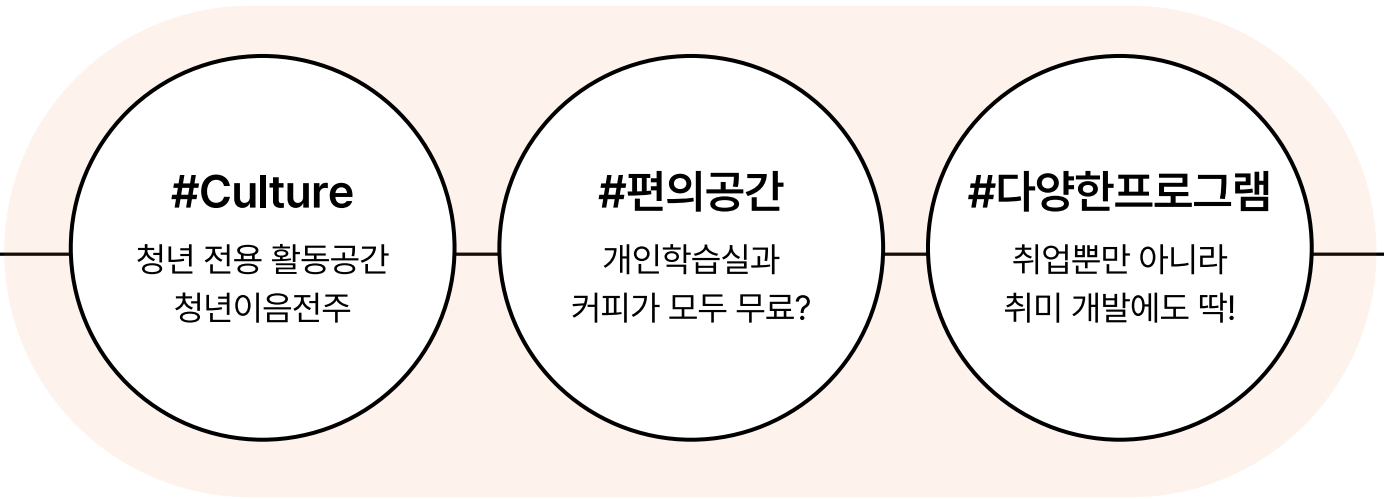 #Culture
청년 전용 활동공간
청년이음전주
#편의공간
개인학습실과
커피가 모두 무료?
#다양한프로그램
취업뿐만 아니라
취미 개발에도 딱!